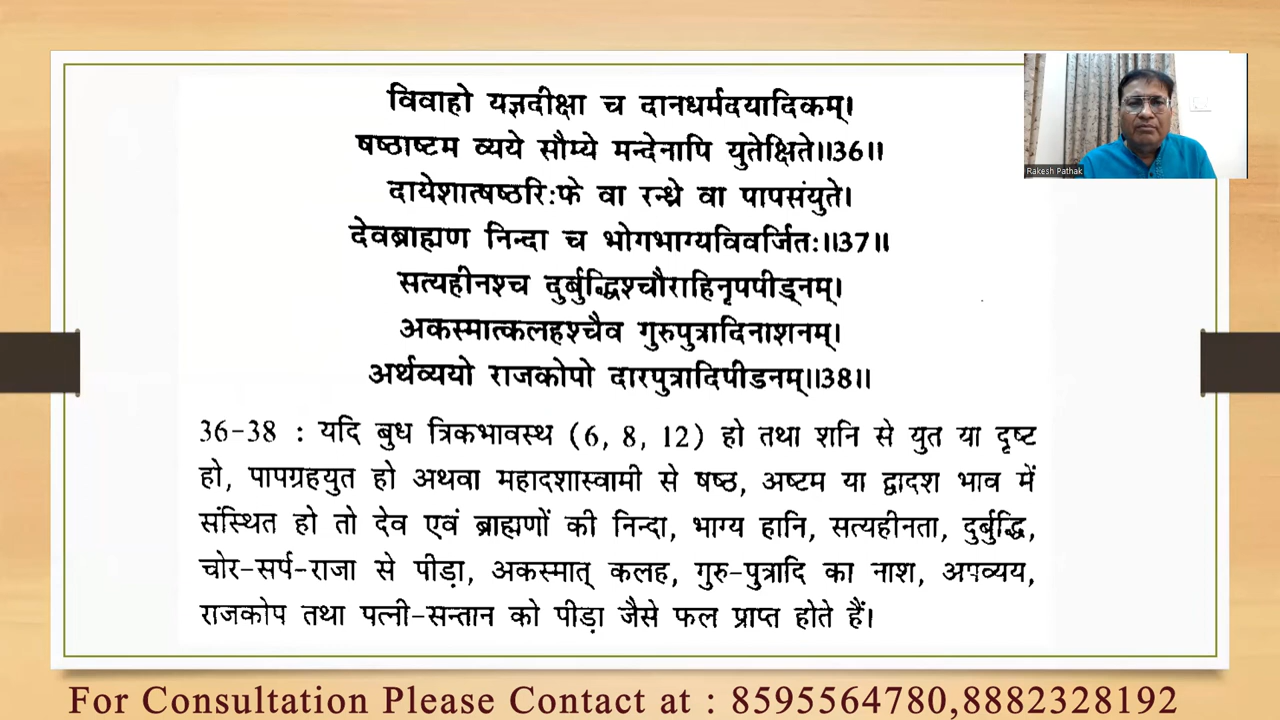 विवाहो यज्ञदीक्षा च दानधर्मदयादिकम्।
षष्ठाष्टम व्यये सौम्ये मन्देनापि युतेक्षिते॥36॥
दायेशात्षष्ठरिःफे वा रन्ध्रे वा पापसंयुते।
देवब्राह्मण निन्दा च भोगभाग्यविवर्जितः॥37॥
सत्यहीनश्च दुर्बुद्धिश्चौराहिनृपपीड्नम्।
अकस्मात्कलहश्चैव गुरुपुत्रादिनाशनम्।
अर्थव्ययो राजकोपो दारपुत्रादिपीडनम्॥38॥
36-38 : यदि बुध त्रिकभावस्थ (6, 8, 12) हो तथा शनि से युत या दृष्ट
हो, पापग्रहयुत हो अथवा महादशास्वामी से षष्ठ, अष्टम या द्वादश भाव में
संस्थित हो तो देव एवं ब्राह्मणों की निन्दा, भाग्य हानि, सत्यहीनता, दुर्बुद्धि,
चोर-सर्प-राजा से पीड़ा, अकस्मात् कलह, गुरु-पुत्रादि का नाश, अपव्यय,
राजकोप तथा पत्नी-सन्तान को पीड़ा जैसे फल प्राप्त होते हैं।
Rakesh Pathak
For Consultation Please Contact at : 8595564780,8882328192